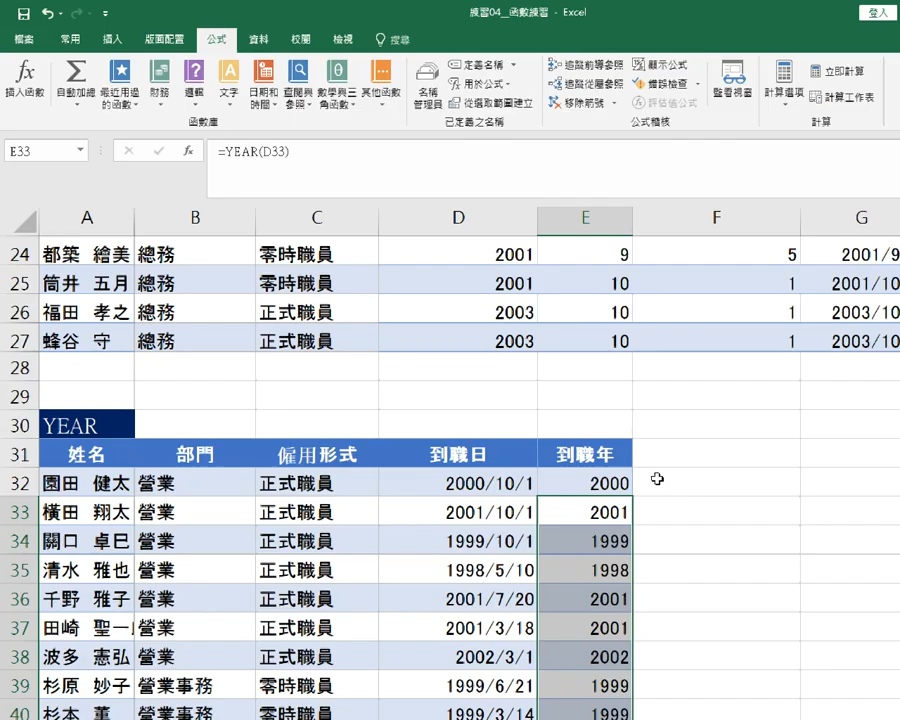 練習04__函數練習 - Excel
登入
檔案 常用 插入 版面配置 公式 資料 校閱 檢視 搜尋
插入函數 自動加總 最近用過的函數 財務 邏輯 文字 日期和時間 查閱與參照 數學與三角函數 其他函數
函數庫
名稱管理員
定義名稱
用於公式
從選取範圍建立
已定義之名稱
追蹤前導參照
追蹤從屬參照
移除箭號
顯示公式
錯誤檢查
評估值公式
公式稽核
監看視窗
計算選項
立即計算
計算工作表
計算
E33 fx =YEAR(D33)
A B C D E F G
24 都築 繪美 總務 零時職員 2001 9 5 2001/9
25 筒井 五月 總務 零時職員 2001 10 1 2001/10
26 福田 孝之 總務 正式職員 2003 10 1 2003/10
27 蜂谷 守 總務 正式職員 2003 10 1 2003/10
28
29
30 YEAR
31 姓名 部門 僱用形式 到職日 到職年
32 園田 健太 營業 正式職員 2000/10/1 2000
33 橫田 翔太 營業 正式職員 2001/10/1 2001
34 關口 卓巳 營業 正式職員 1999/10/1 1999
35 清水 雅也 營業 正式職員 1998/5/10 1998
36 千野 雅子 營業 正式職員 2001/7/20 2001
37 田崎 聖一 營業 正式職員 2001/3/18 2001
38 波多 憲弘 營業 正式職員 2002/3/1 2002
39 杉原 妙子 營業事務 零時職員 1999/6/21 1999
40 杉本 薰 營業事務 零時職員 1999/3/14 1999